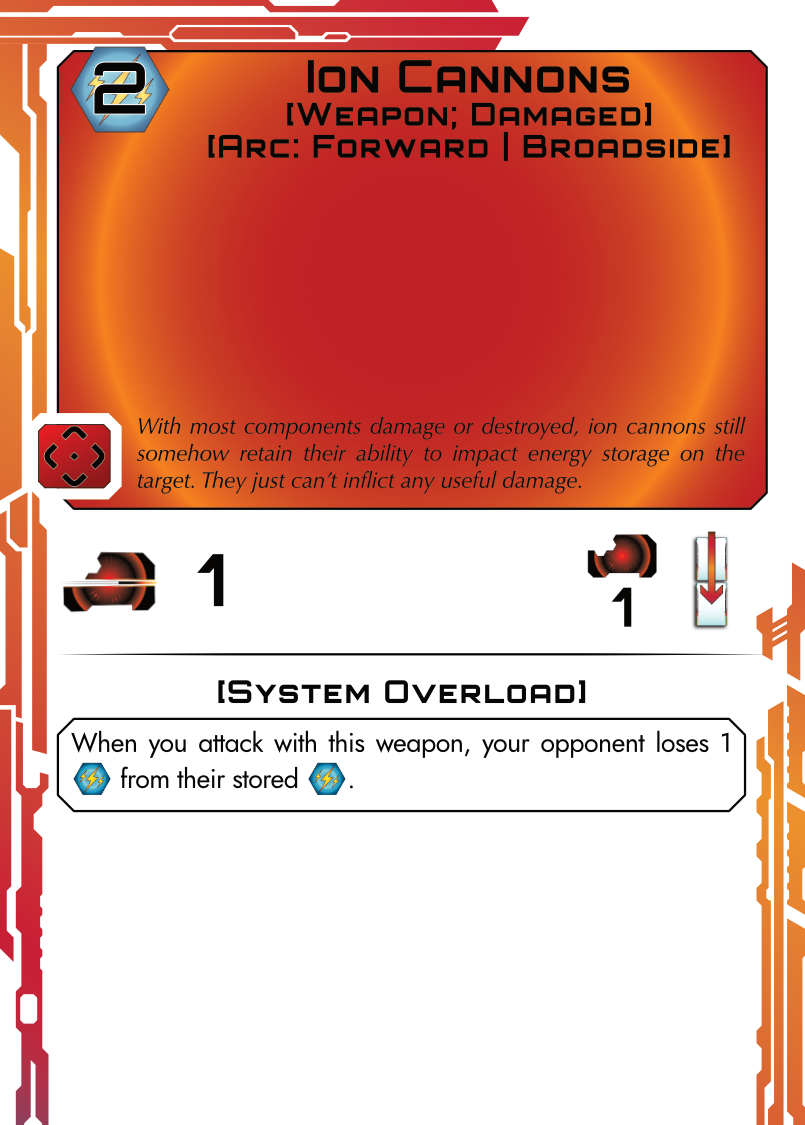 2
Ion Cannons
[Weapon; Damaged]
[Arc: Forward | Broadside]
With most components damage or destroyed, ion cannons still
somehow retain their ability to impact energy storage on the
target. They just can't inflict any useful damage.
1
1
[System Overload]
When you attack with this weapon, your opponent loses 1
from their stored .